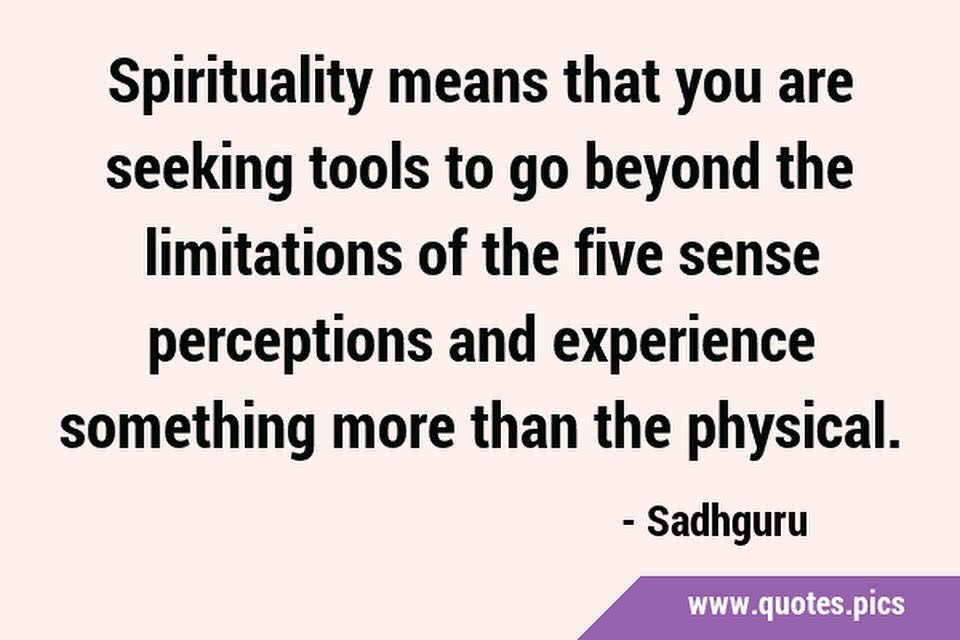 Spirituality means that you are
seeking tools to go beyond the
limitations of the five sense
perceptions and experience
something more than the physical.
- Sadhguru
www.quotes.pics